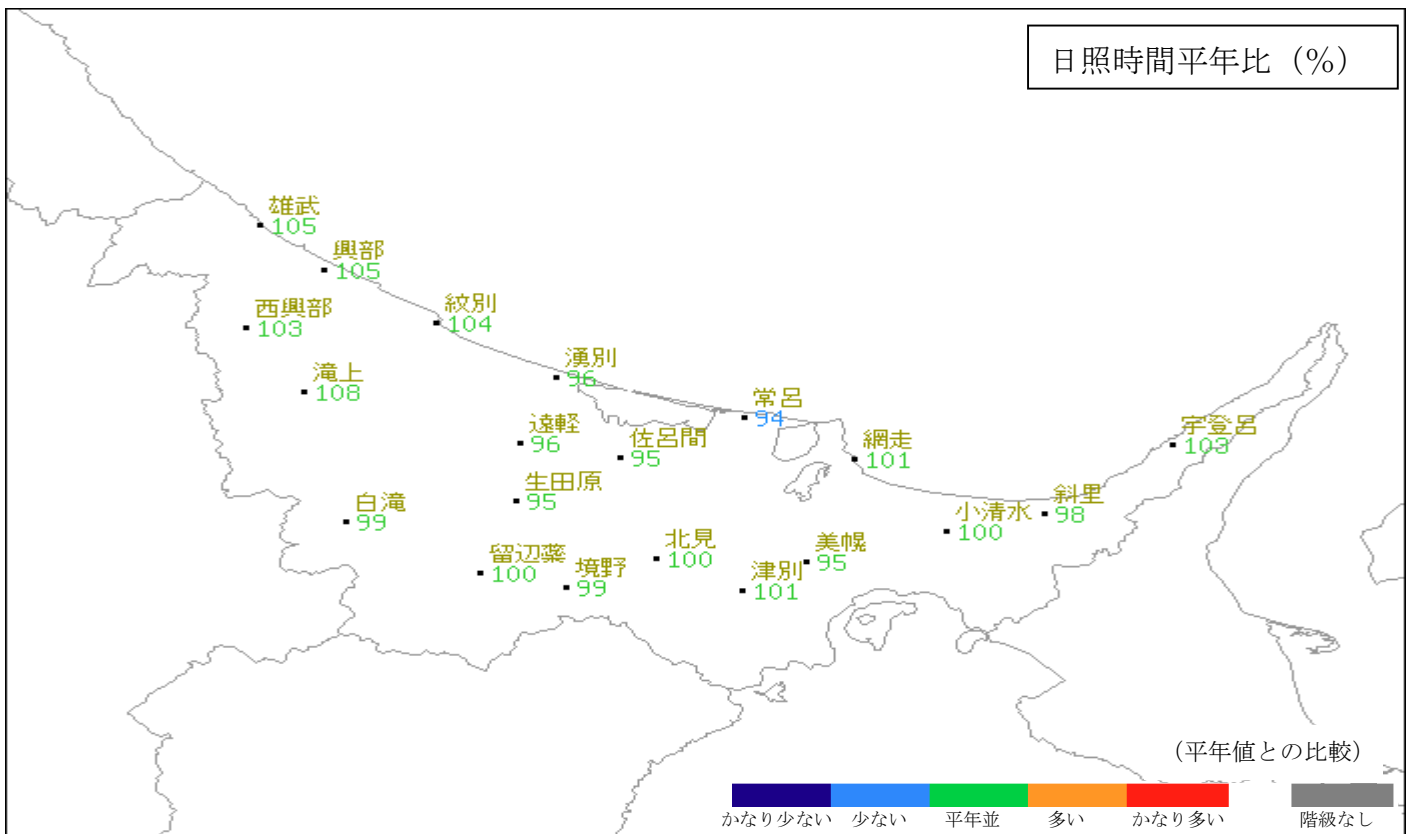 日照時間平年比（%）
雄武
105
興部
105
西興部
103
紋別
104
滝上
108
湧別
96
常呂
94
遠軽
96
佐呂間
95
網走
101
宇登呂
103
生田原
95
白滝
99
斜里
98
小清水
100
北見
100
美幌
95
留辺蘂
100
境野
99
津別
101
（平年値との比較）
かなり少ない 少ない 平年並 多い かなり多い 階級なし